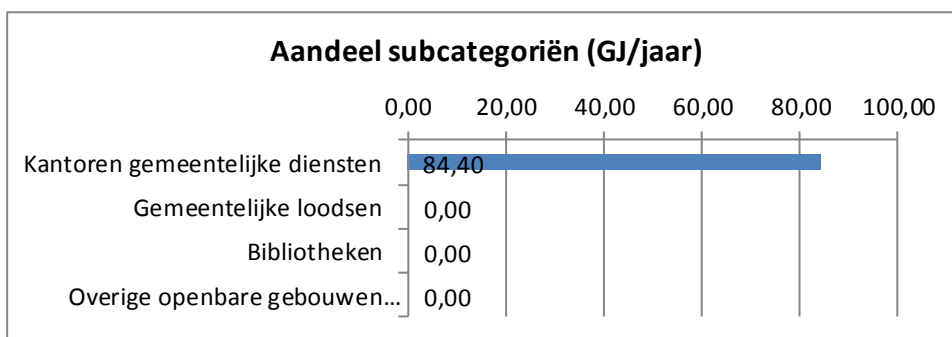 Aandeel subcategoriën (GJ/jaar)
0,00 20,00 40,00 60,00 80,00 100,00
Kantoren gemeentelijke diensten 84,40
Gemeentelijke loodsen 0,00
Bibliotheken 0,00
Overige openbare gebouwen... 0,00